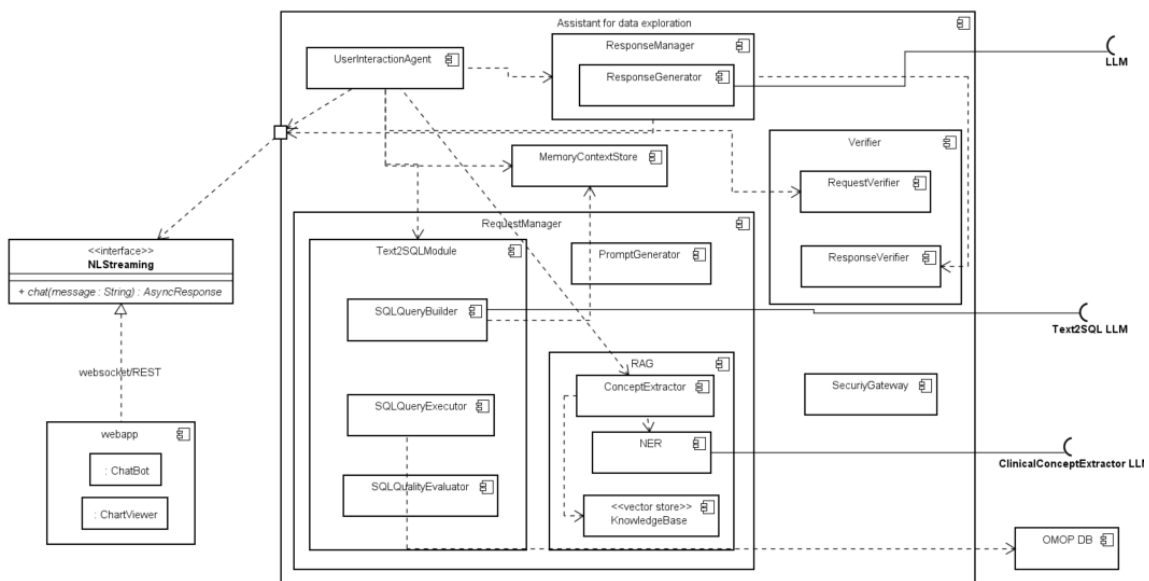 Assistant for data exploration
UserInteractionAgent
ResponseManager
ResponseGenerator
LLM
MemoryContextStore
Verifier
RequestVerifier
ResponseVerifier
RequestManager
<<interface>>
NLStreaming
+ chat(message : String) : AsyncResponse
Text2SQLModule
PromptGenerator
SQLQueryBuilder
Text2SQL LLM
websocket/REST
RAG
ConceptExtractor
SecuriyGateway
SQLQueryExecutor
webapp
: ChatBot
: ChartViewer
NER
ClinicalConceptExtractor LLM
SQLQualityEvaluator
<<vector store>>
KnowledgeBase
OMOP DB